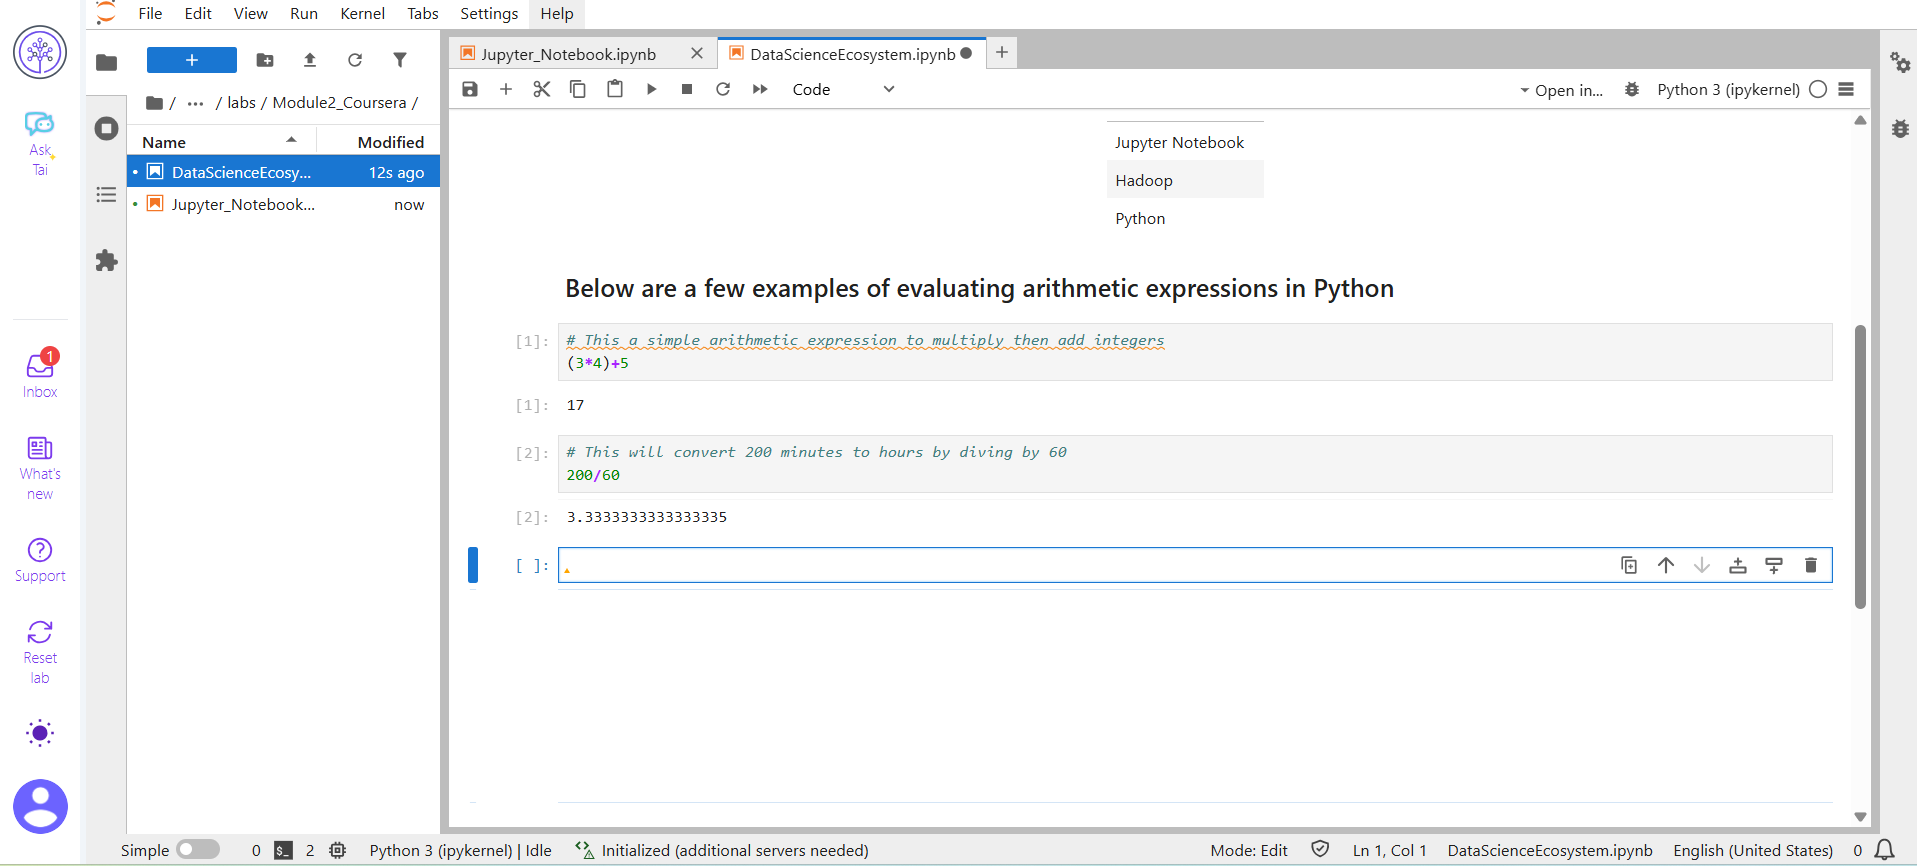 File Edit View Run Kernel Tabs Settings Help
Ask
Tai
1
Inbox
What's
new
Support
Reset
lab
/ ... / labs / Module2_Coursera /
Name Modified
DataScienceEcosy... 12s ago
Jupyter_Notebook... now
Jupyter_Notebook.ipynb
DataScienceEcosystem.ipynb
Code
Open in...
Python 3 (ipykernel)
Jupyter Notebook
Hadoop
Python
Below are a few examples of evaluating arithmetic expressions in Python
[1]: # This a simple arithmetic expression to multiply then add integers
(3*4)+5
[1]: 17
[2]: # This will convert 200 minutes to hours by diving by 60
200/60
[2]: 3.3333333333333335
[ ]:
Simple 0 $_ 2 Python 3 (ipykernel) | Idle Initialized (additional servers needed) Mode: Edit Ln 1, Col 1 DataScienceEcosystem.ipynb English (United States) 0